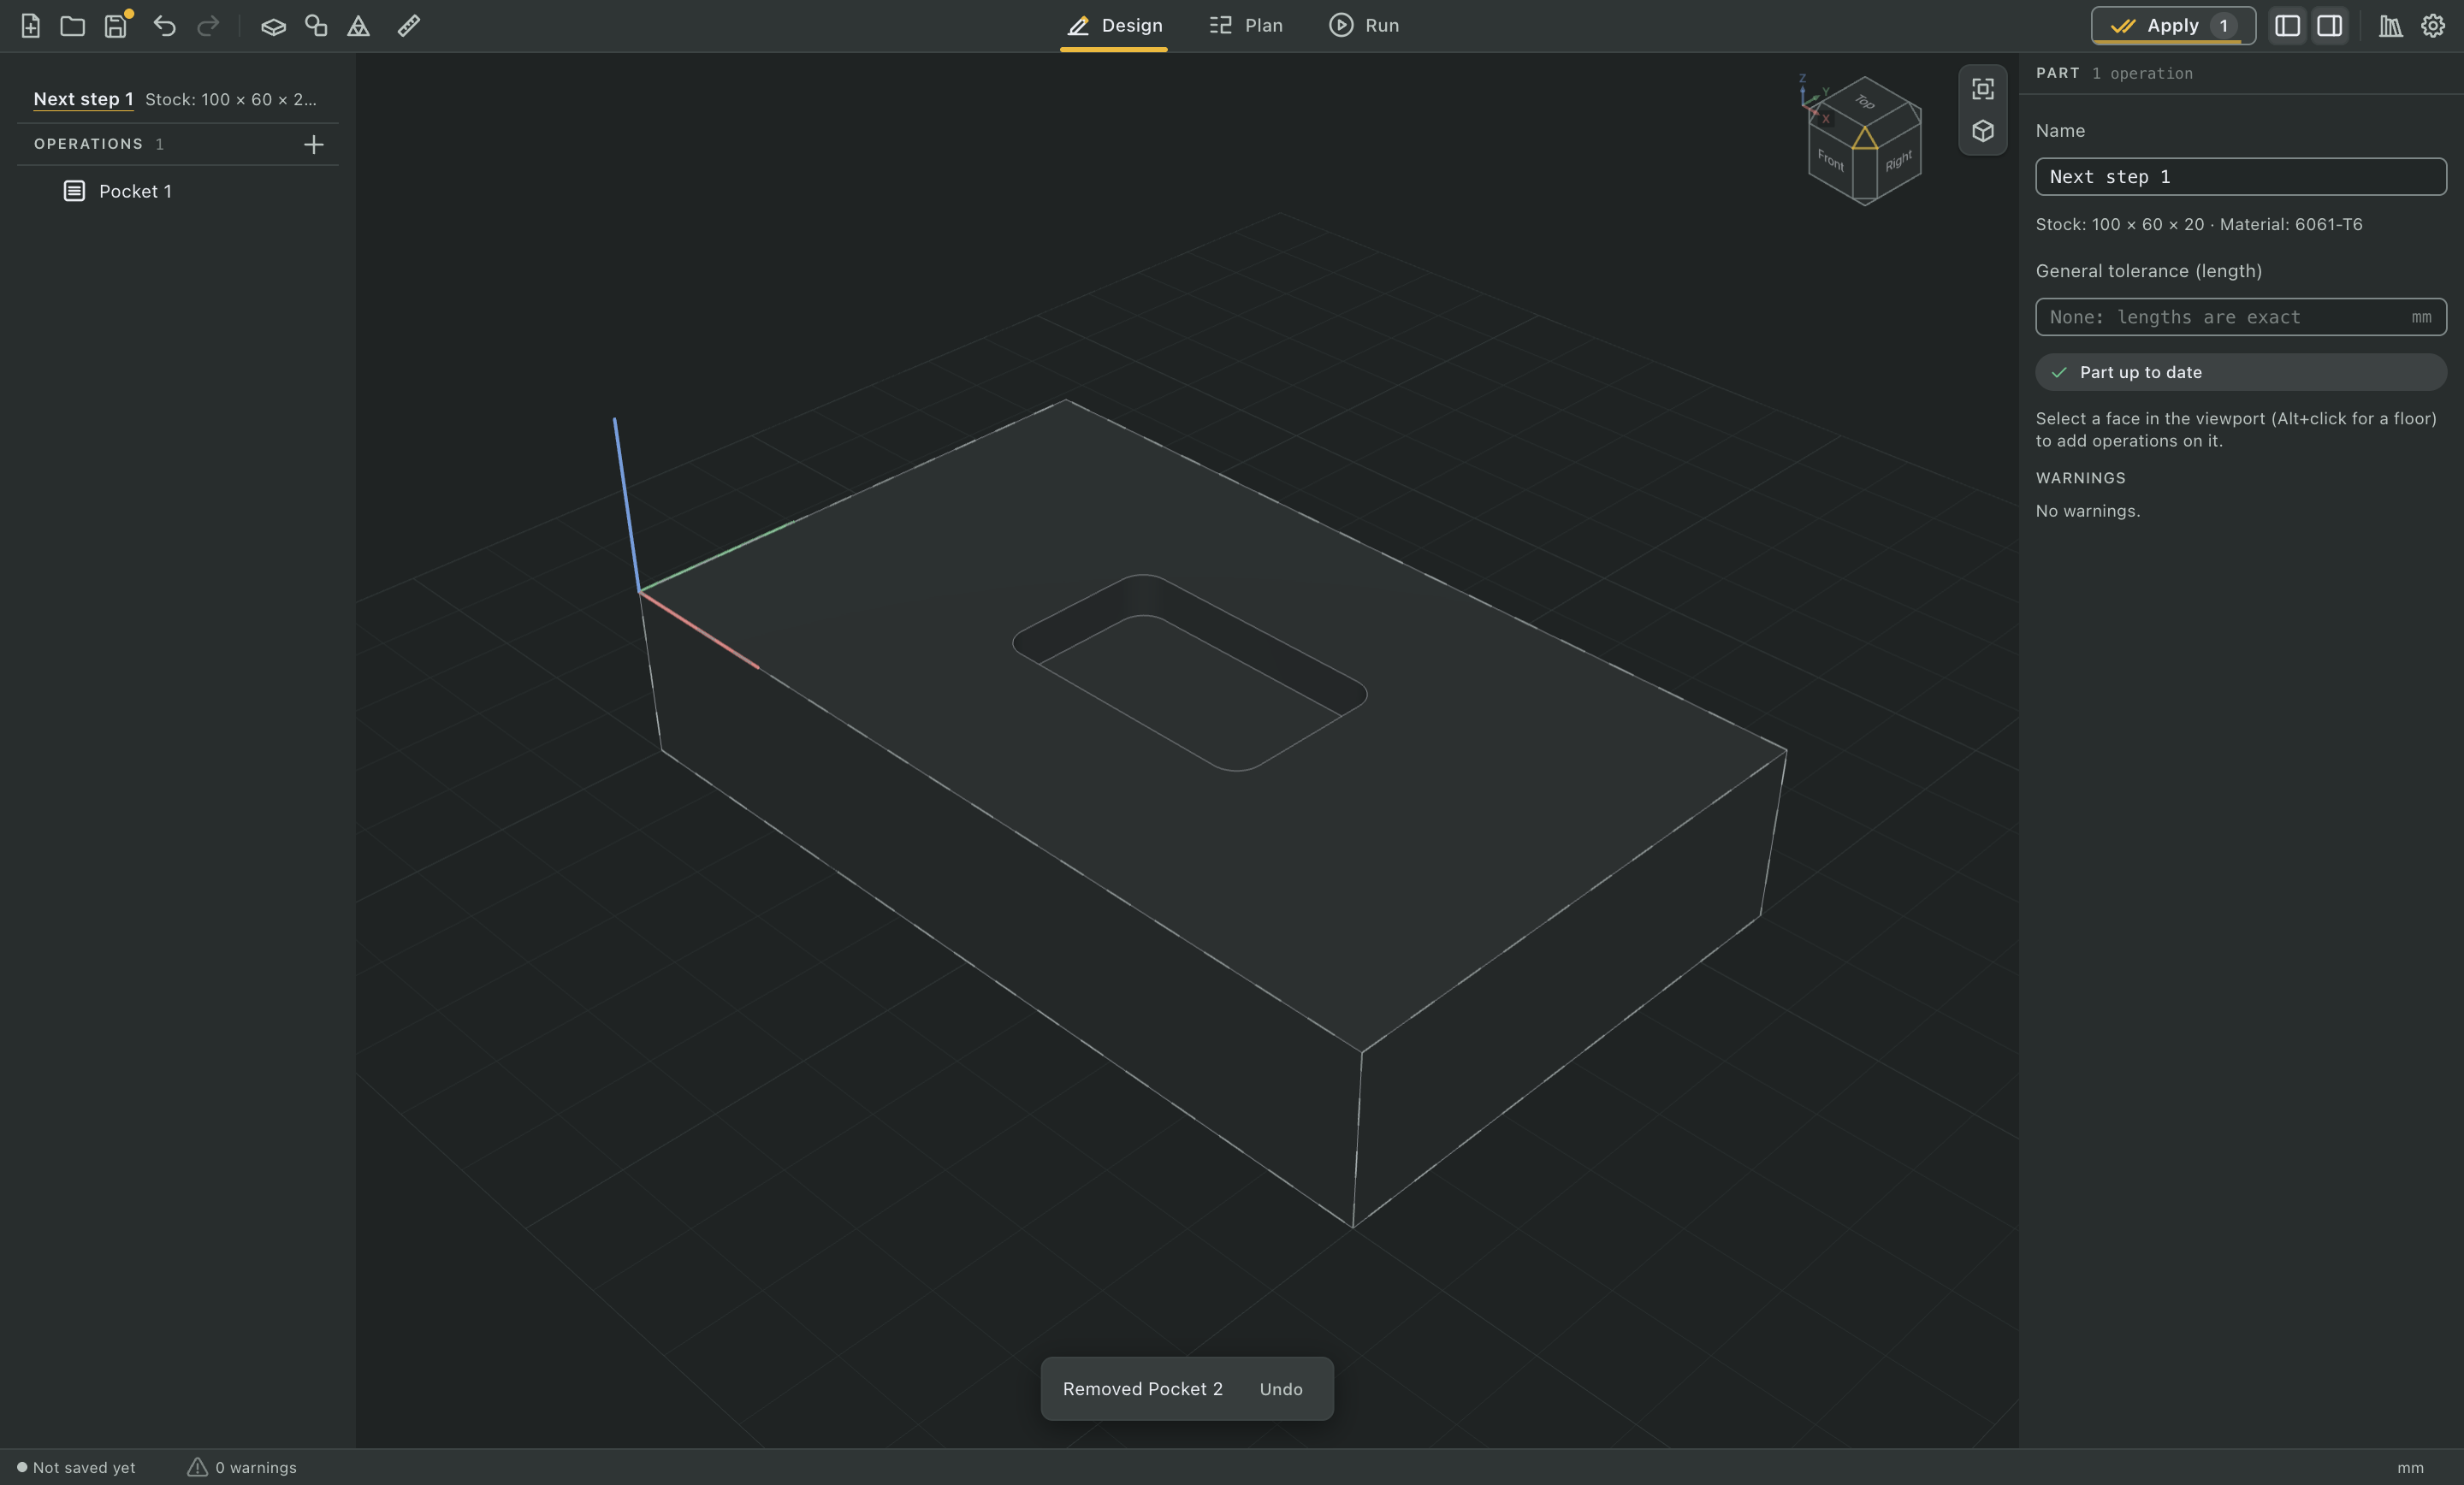 Design
Plan
Run
Apply 1
Next step 1 Stock: 100 × 60 × 2...
OPERATIONS 1
Pocket 1
Z
Y
X
Top
Front
Right
PART 1 operation
Name
Next step 1
Stock: 100 × 60 × 20 · Material: 6061-T6
General tolerance (length)
None: lengths are exact mm
Part up to date
Select a face in the viewport (Alt+click for a floor)
to add operations on it.
WARNINGS
No warnings.
Removed Pocket 2 Undo
Not saved yet
0 warnings
mm